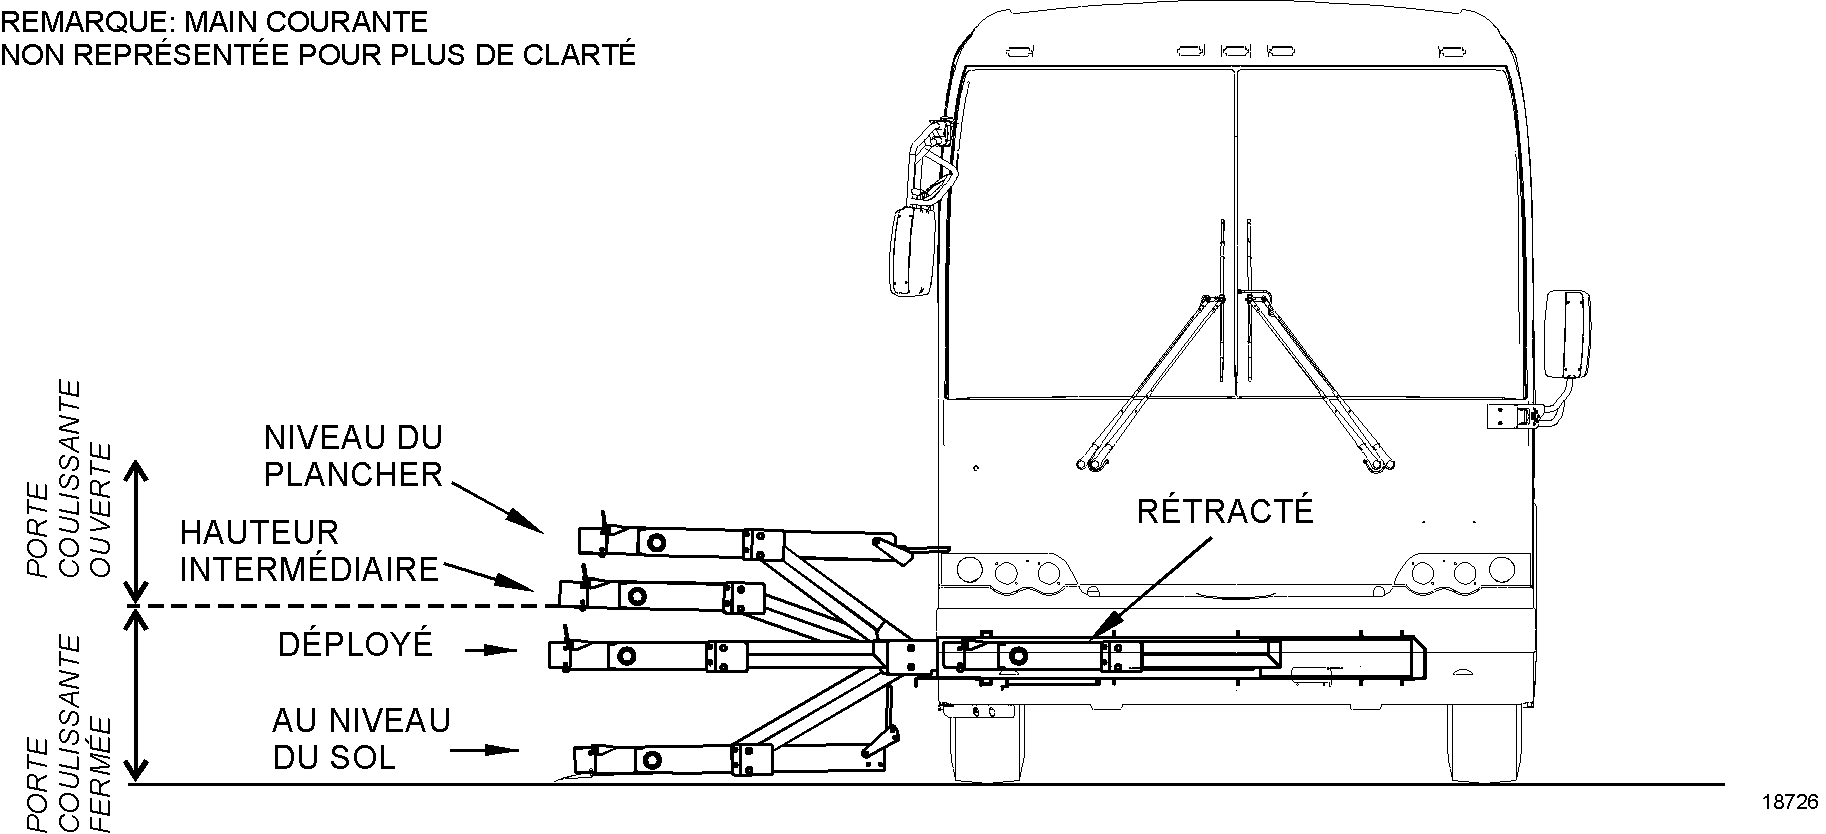 REMARQUE: MAIN COURANTE
NON REPRÉSENTÉE POUR PLUS DE CLARTÉ
PORTE
COULISSANTE
OUVERTE
NIVEAU DU
PLANCHER
HAUTEUR
INTERMÉDIAIRE
RÉTRACTÉ
DÉPLOYÉ
PORTE
COULISSANTE
FERMÉE
AU NIVEAU
DU SOL
18726